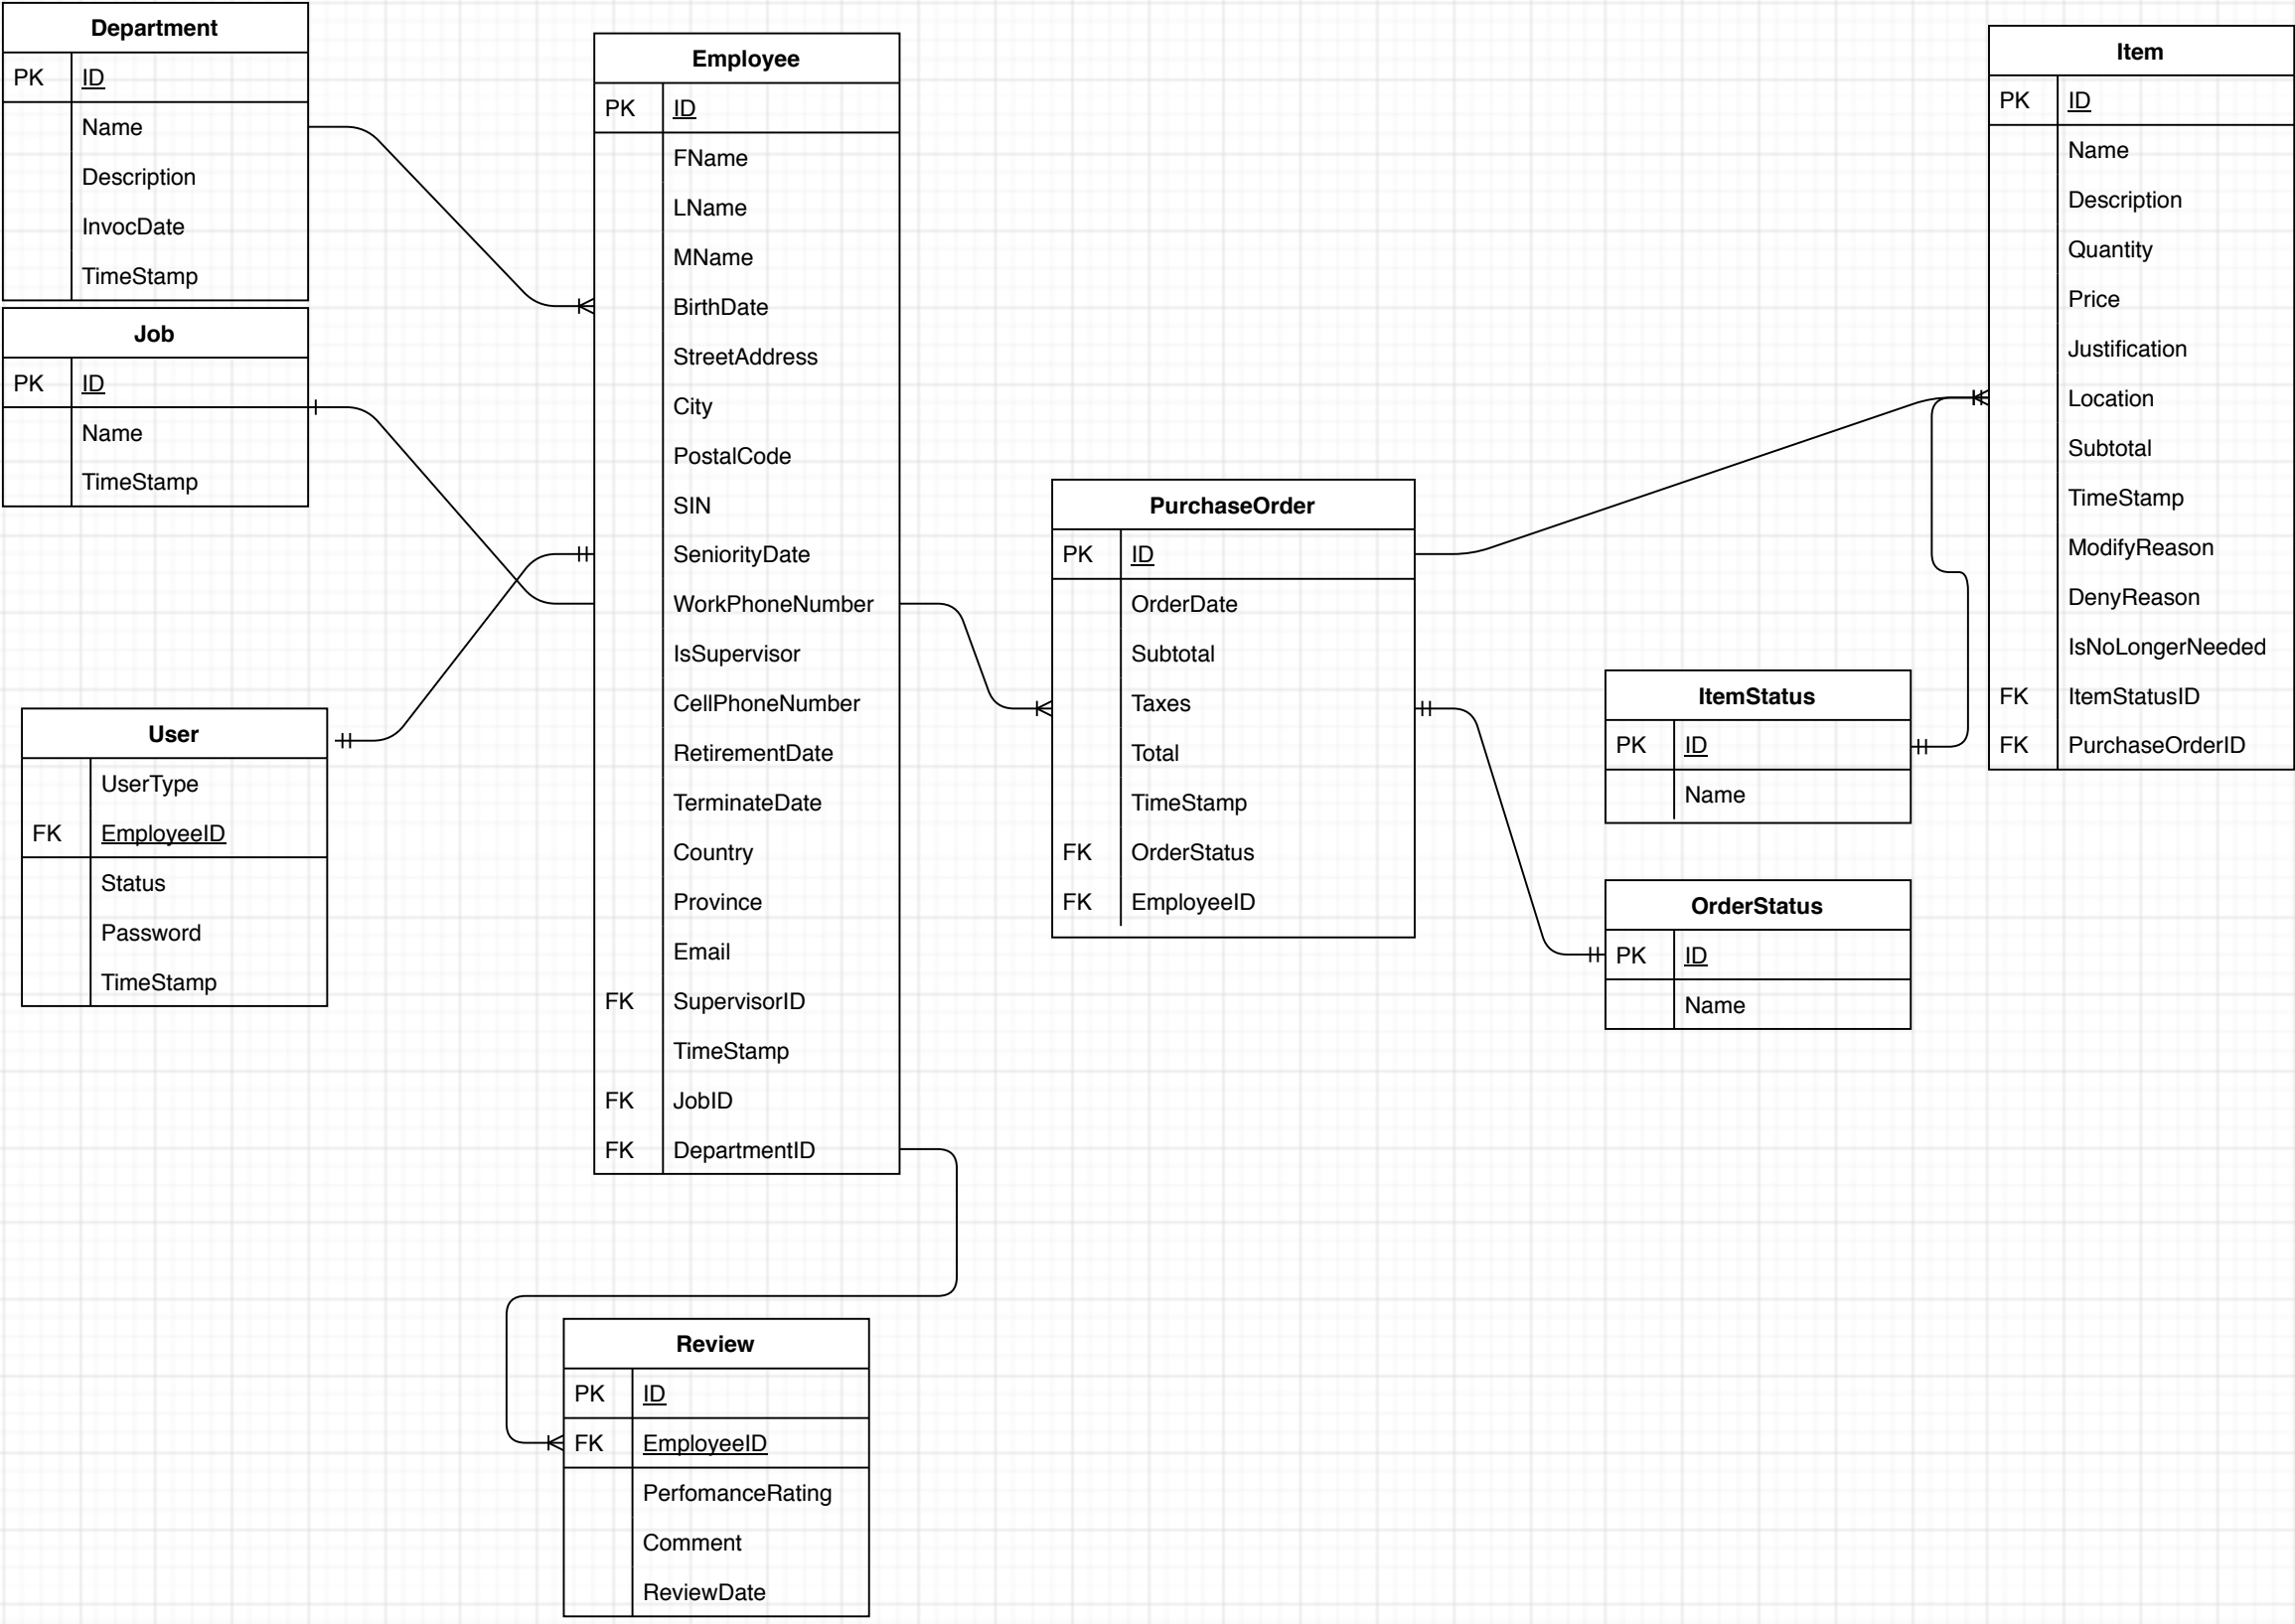 Department
PK ID
Name
Description
InvocDate
TimeStamp
Job
PK ID
Name
TimeStamp
User
UserType
FK EmployeeID
Status
Password
TimeStamp
Employee
PK ID
FName
LName
MName
BirthDate
StreetAddress
City
PostalCode
SIN
SeniorityDate
WorkPhoneNumber
IsSupervisor
CellPhoneNumber
RetirementDate
TerminateDate
Country
Province
Email
FK SupervisorID
TimeStamp
FK JobID
FK DepartmentID
Review
PK ID
FK EmployeeID
PerfomanceRating
Comment
ReviewDate
PurchaseOrder
PK ID
OrderDate
Subtotal
Taxes
Total
TimeStamp
FK OrderStatus
FK EmployeeID
ItemStatus
PK ID
Name
OrderStatus
PK ID
Name
Item
PK ID
Name
Description
Quantity
Price
Justification
Location
Subtotal
TimeStamp
ModifyReason
DenyReason
IsNoLongerNeeded
FK ItemStatusID
FK PurchaseOrderID